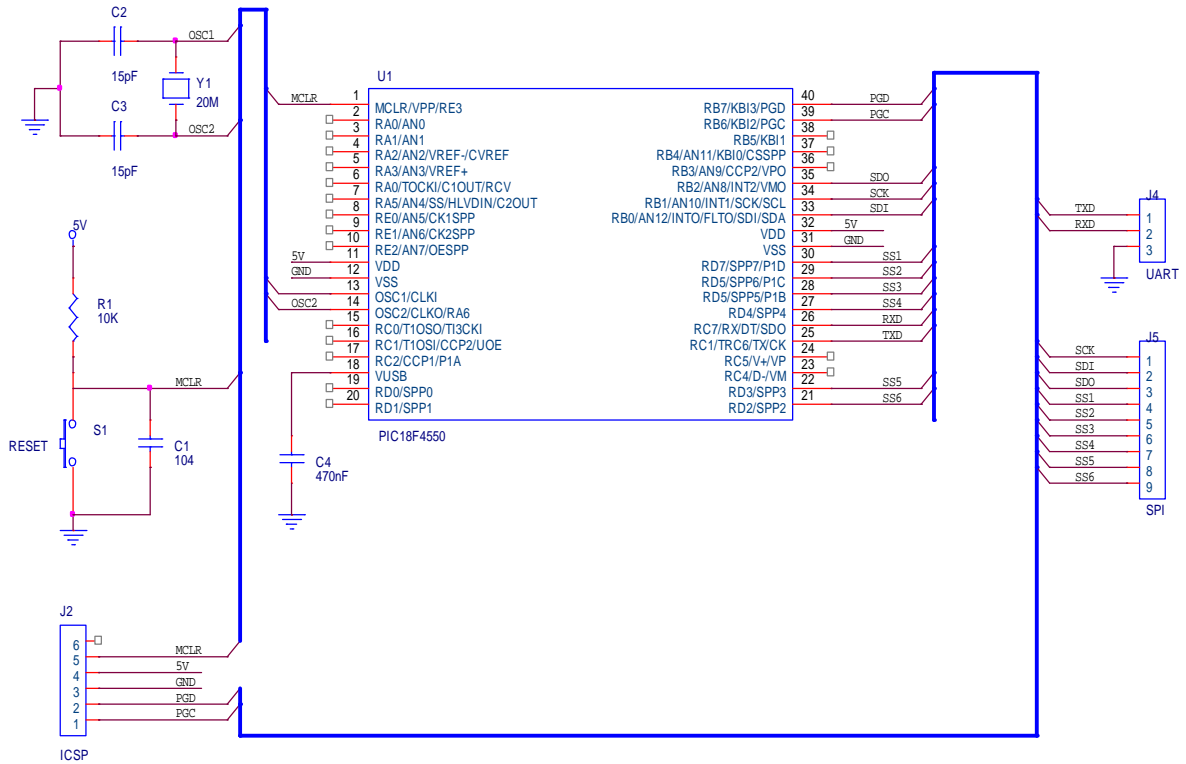 C2
OSC1
15pF
Y1
20M
C3
OSC2
15pF
5V
R1
10K
MCLR
RESET
S1
C1
104
J2
6
5
4
3
2
1
MCLR
5V
GND
PGD
PGC
ICSP
U1
MCLR
5V
GND
OSC2
1 MCLR/VPP/RE3
2 RA0/AN0
3 RA1/AN1
4 RA2/AN2/VREF-/CVREF
5 RA3/AN3/VREF+
6 RA0/TOCKI/C1OUT/RCV
7 RA5/AN4/SS/HLVDIN/C2OUT
8 RE0/AN5/CK1SPP
9 RE1/AN6/CK2SPP
10 RE2/AN7/OESPP
11 VDD
12 VSS
13 OSC1/CLKI
14 OSC2/CLKO/RA6
15 RC0/T1OSO/TI3CKI
16 RC1/T1OSI/CCP2/UOE
17 RC2/CCP1/P1A
18 VUSB
19 RD0/SPP0
20 RD1/SPP1
RB7/KBI3/PGD 40 PGD
RB6/KBI2/PGC 39 PGC
RB5/KBI1 38
RB4/AN11/KBI0/CSSPP 37
RB3/AN9/CCP2/VPO 36
RB2/AN8/INT2/VMO 35 SDO
RB1/AN10/INT1/SCK/SCL 34 SCK
RB0/AN12/INTO/FLTO/SDI/SDA 33 SDI
VDD 32 5V
VSS 31 GND
RD7/SPP7/P1D 30 SS1
RD5/SPP6/P1C 29 SS2
RD5/SPP5/P1B 28 SS3
RD4/SPP4 27 SS4
RC7/RX/DT/SDO 26 RXD
RC1/TRC6/TX/CK 25 TXD
RC5/V+/VP 24
RC4/D-/VM 23
RD3/SPP3 22 SS5
RD2/SPP2 21 SS6
PIC18F4550
C4
470nF
J4
TXD 1
RXD 2
3
UART
J5
SCK 1
SDI 2
SDO 3
SS1 4
SS2 5
SS3 6
SS4 7
SS5 8
SS6 9
SPI